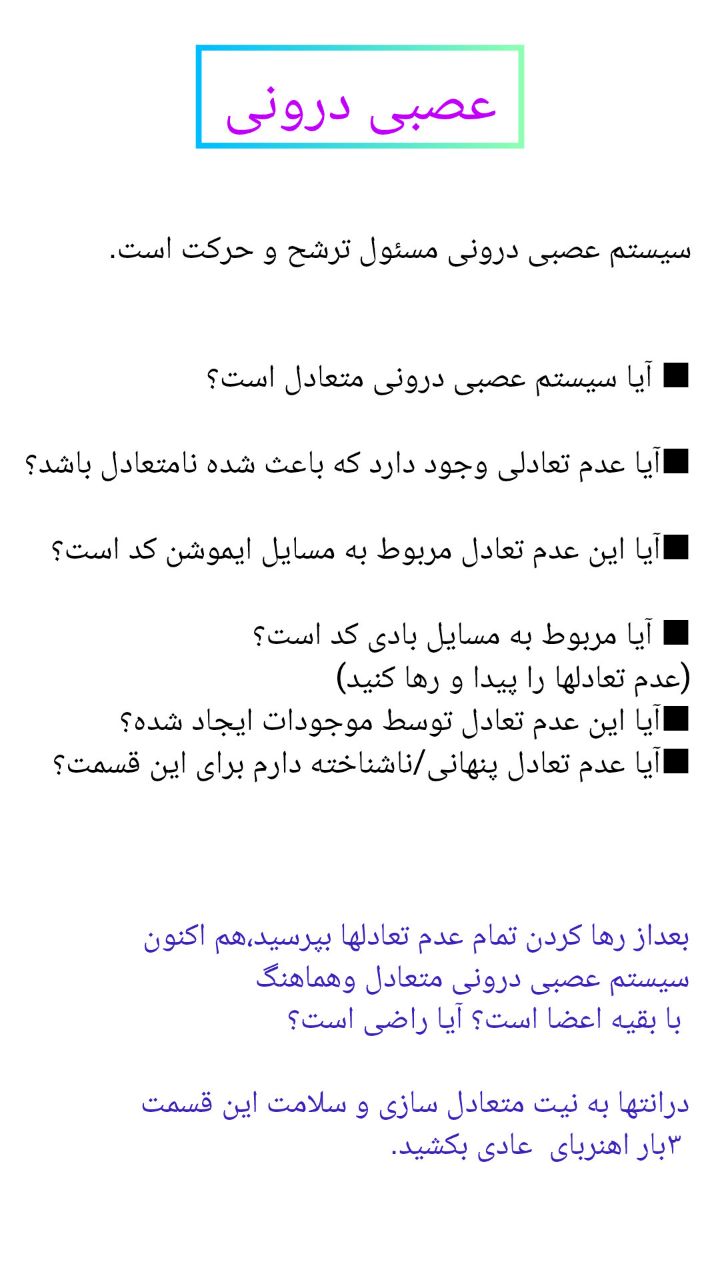 عصبی درونی
سیستم عصبی درونی مسئول ترشح و حرکت است.
■ آیا سیستم عصبی درونی متعادل است؟
■آیا عدم تعادلی وجود دارد که باعث شده نامتعادل باشد؟
■آیا این عدم تعادل مربوط به مسایل ایموشن کد است؟
■ آیا مربوط به مسایل بادی کد است؟
(عدم تعادلها را پیدا و رها کنید)
■آیا این عدم تعادل توسط موجودات ایجاد شده؟
■آیا عدم تعادل پنهانی/ناشناخته دارم برای این قسمت؟
بعداز رها کردن تمام عدم تعادلها بپرسید،هم اکنون
سیستم عصبی درونی متعادل وهماهنگ
با بقیه اعضا است؟ آیا راضی است؟
درانتها به نیت متعادل سازی و سلامت این قسمت
۳بار اهنربای  عادی بکشید.